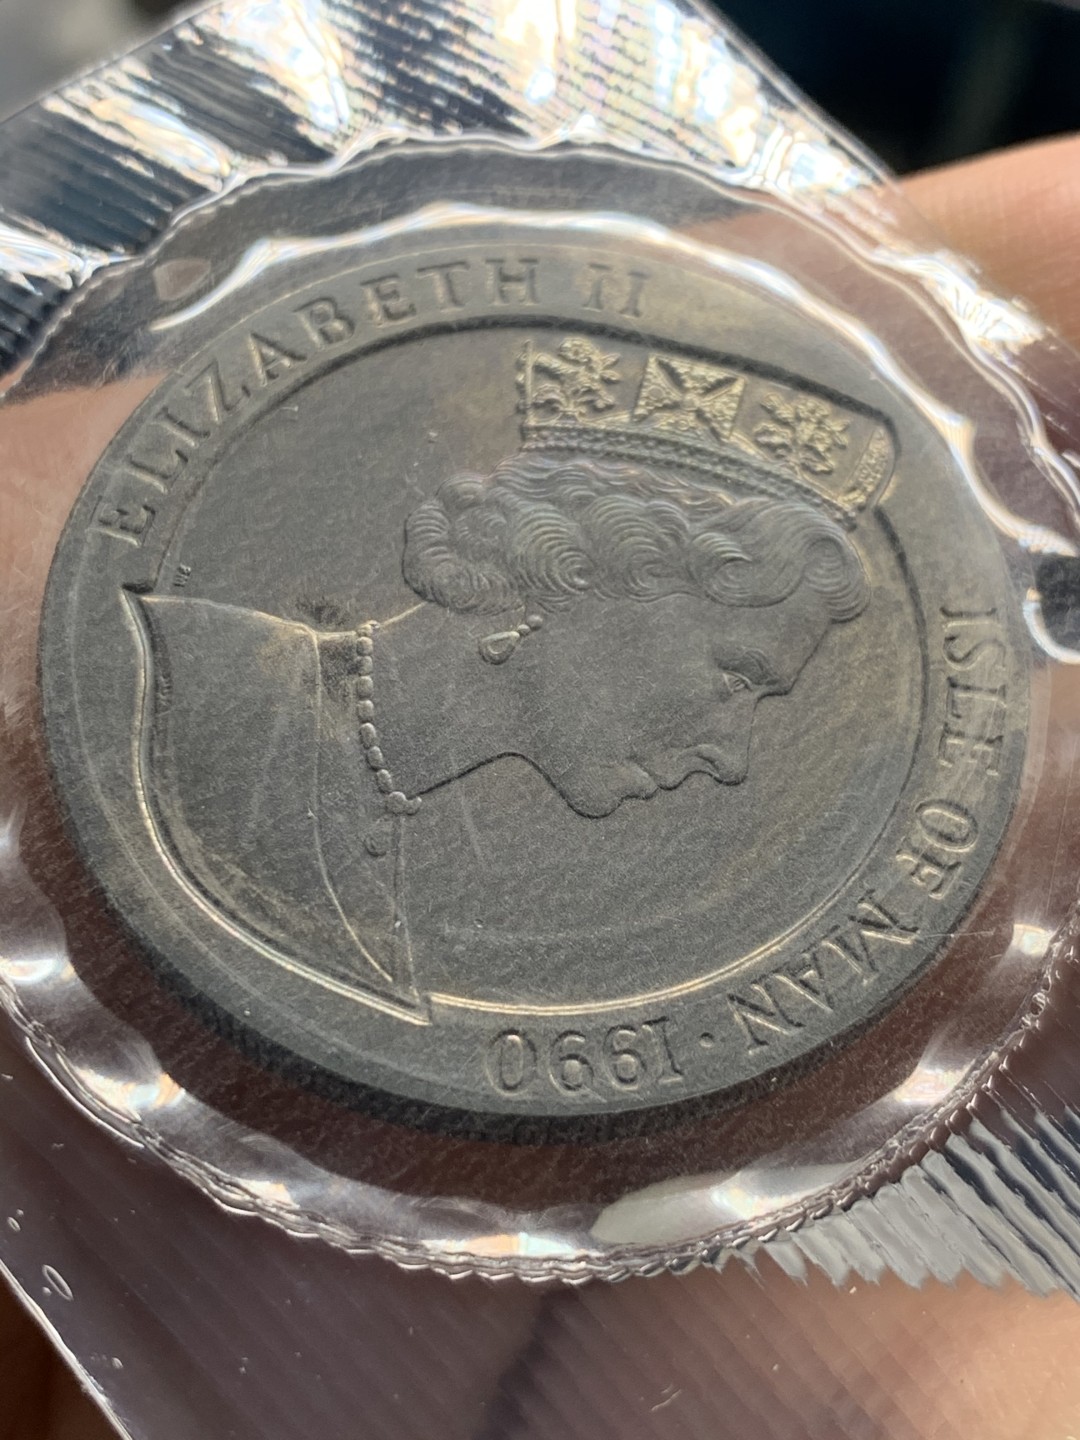 ELIZABETH II
ISLE OF MAN · 1990